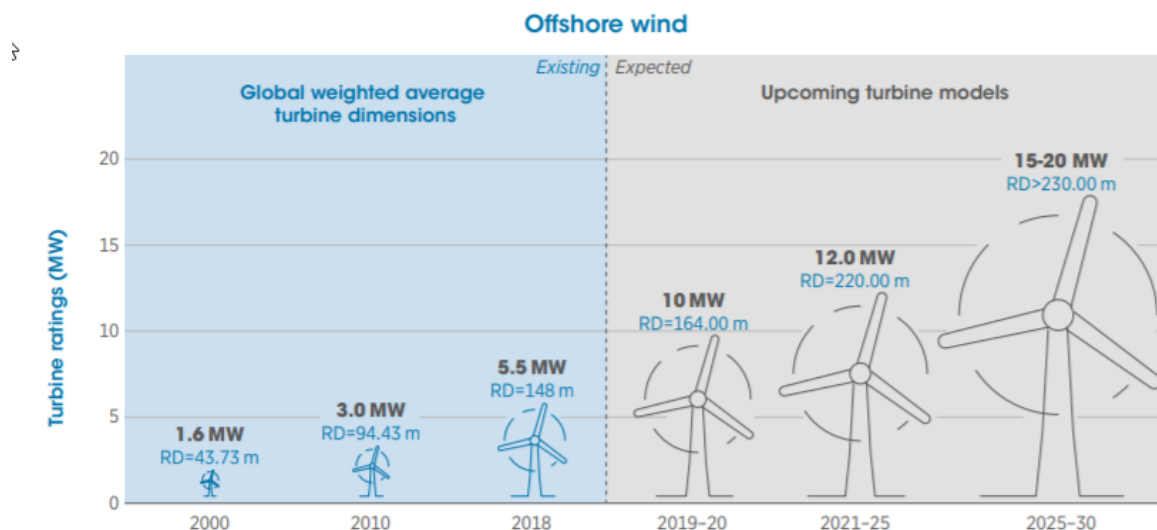 Offshore wind
Existing
Expected
Global weighted average
turbine dimensions
Upcoming turbine models
Turbine ratings (MW)
20
15
10
5
0
1.6 MW
RD=43.73 m
3.0 MW
RD=94.43 m
5.5 MW
RD=148 m
10 MW
RD=164.00 m
12.0 MW
RD=220.00 m
15-20 MW
RD>230.00 m
2000
2010
2018
2019-20
2021-25
2025-30